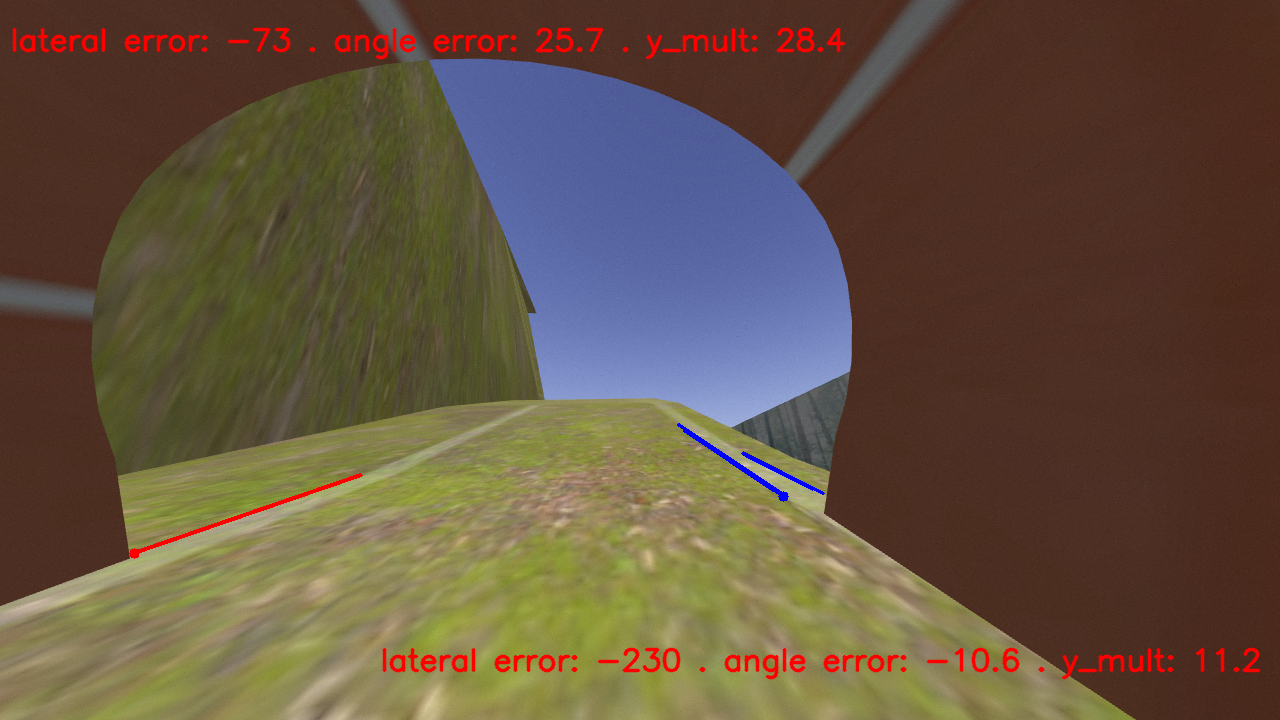 lateral error: -73 . angle error: 25.7 . y_mult: 28.4
lateral error: -230 . angle error: -10.6 . y_mult: 11.2